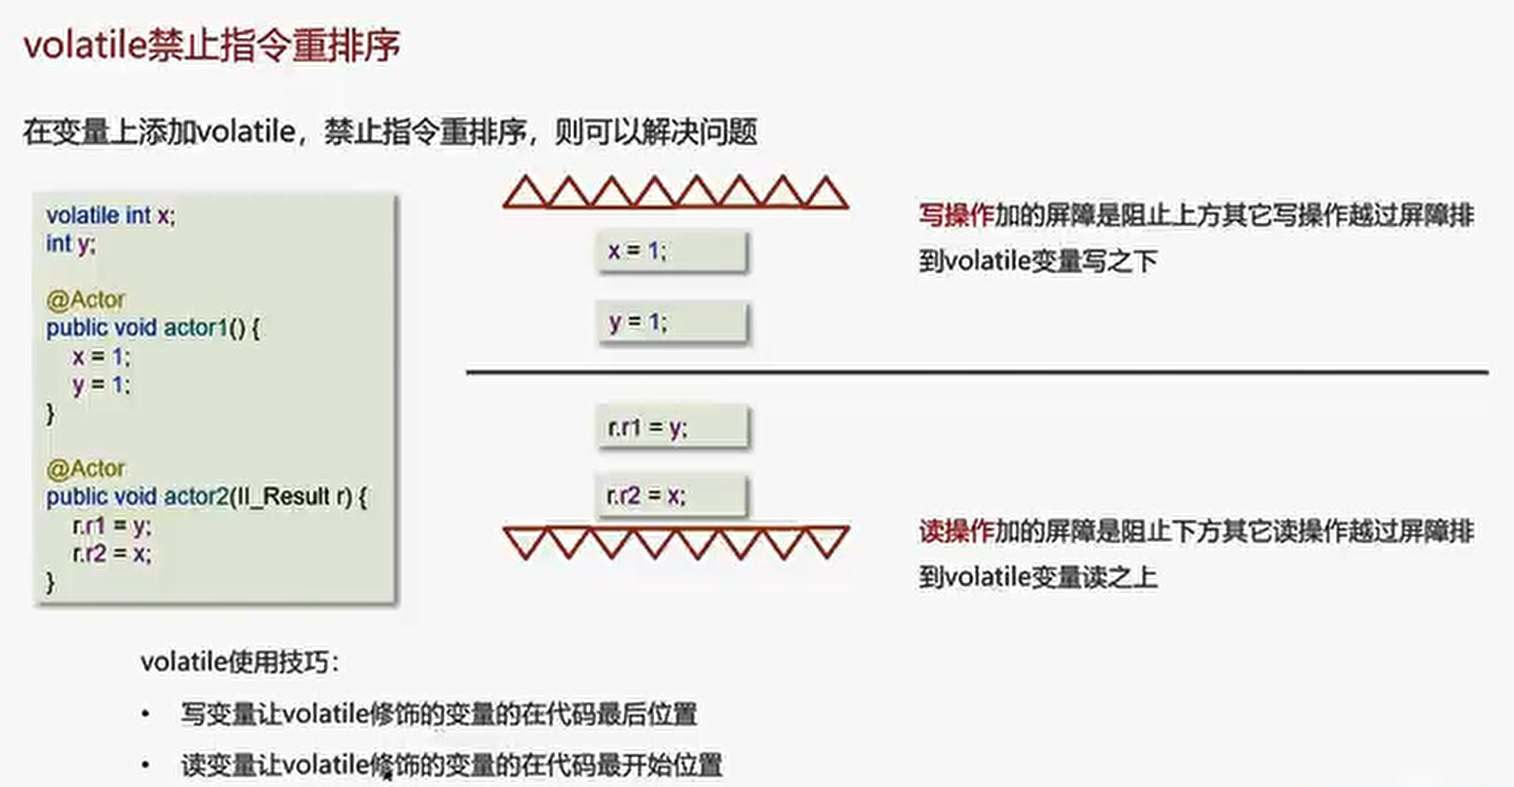 volatile禁止指令重排序
在变量上添加volatile，禁止指令重排序，则可以解决问题
volatile int x;
int y;
@Actor
public void actor1() {
x = 1;
y = 1;
}
@Actor
public void actor2(II_Result r) {
r.r1 = y;
r.r2 = x;
}
x = 1;
y = 1;
r.r1 = y;
r.r2 = x;
写操作加的屏障是阻止上方其它写操作越过屏障排
到volatile变量写之下
读操作加的屏障是阻止下方其它读操作越过屏障排
到volatile变量读之上
volatile使用技巧：
• 写变量让volatile修饰的变量的在代码最后位置
• 读变量让volatile修饰的变量的在代码最开始位置